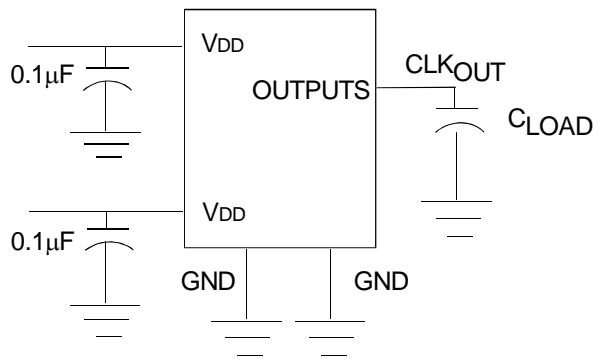 VDD
0.1μF
OUTPUTS
CLKOUT
CLOAD
VDD
0.1μF
GND
GND